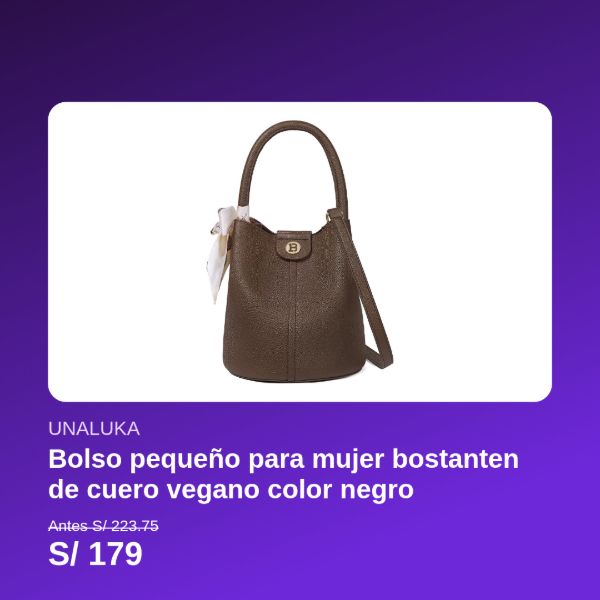 B
UNALUKA
Bolso pequeño para mujer bostanten
de cuero vegano color negro
Antes S/ 223.75
S/ 179